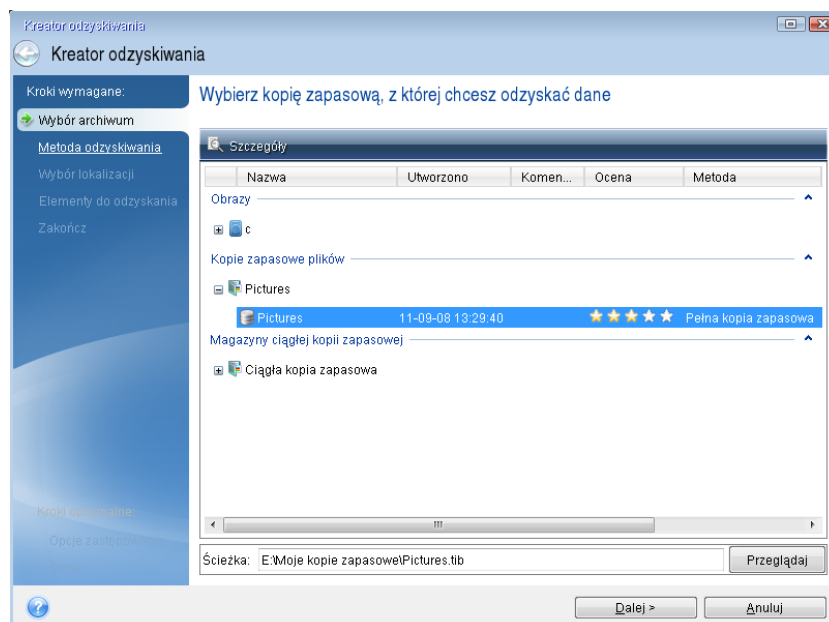 Kreator odzyskiwania
Kreator odzyskiwania
Kroki wymagane:
Wybór archiwum
Metoda odzyskiwania
Wybór lokalizacji
Elementy do odzyskania
Zakończ
Kroki opcjonalne:
Opcje
Wybierz kopię zapasową, z której chcesz odzyskać dane
Szczegóły
Nazwa Utworzono Komen... Ocena Metoda
Obrazy
c
Kopie zapasowe plików
Pictures
Pictures 11-09-08 13:29:40 Pełna kopia zapasowa
Magazyny ciągłej kopii zapasowej
Ciągła kopia zapasowa
Ścieżka: E:\Moje kopie zapasowe\Pictures.tib Przeglądaj
Dalej > Anuluj